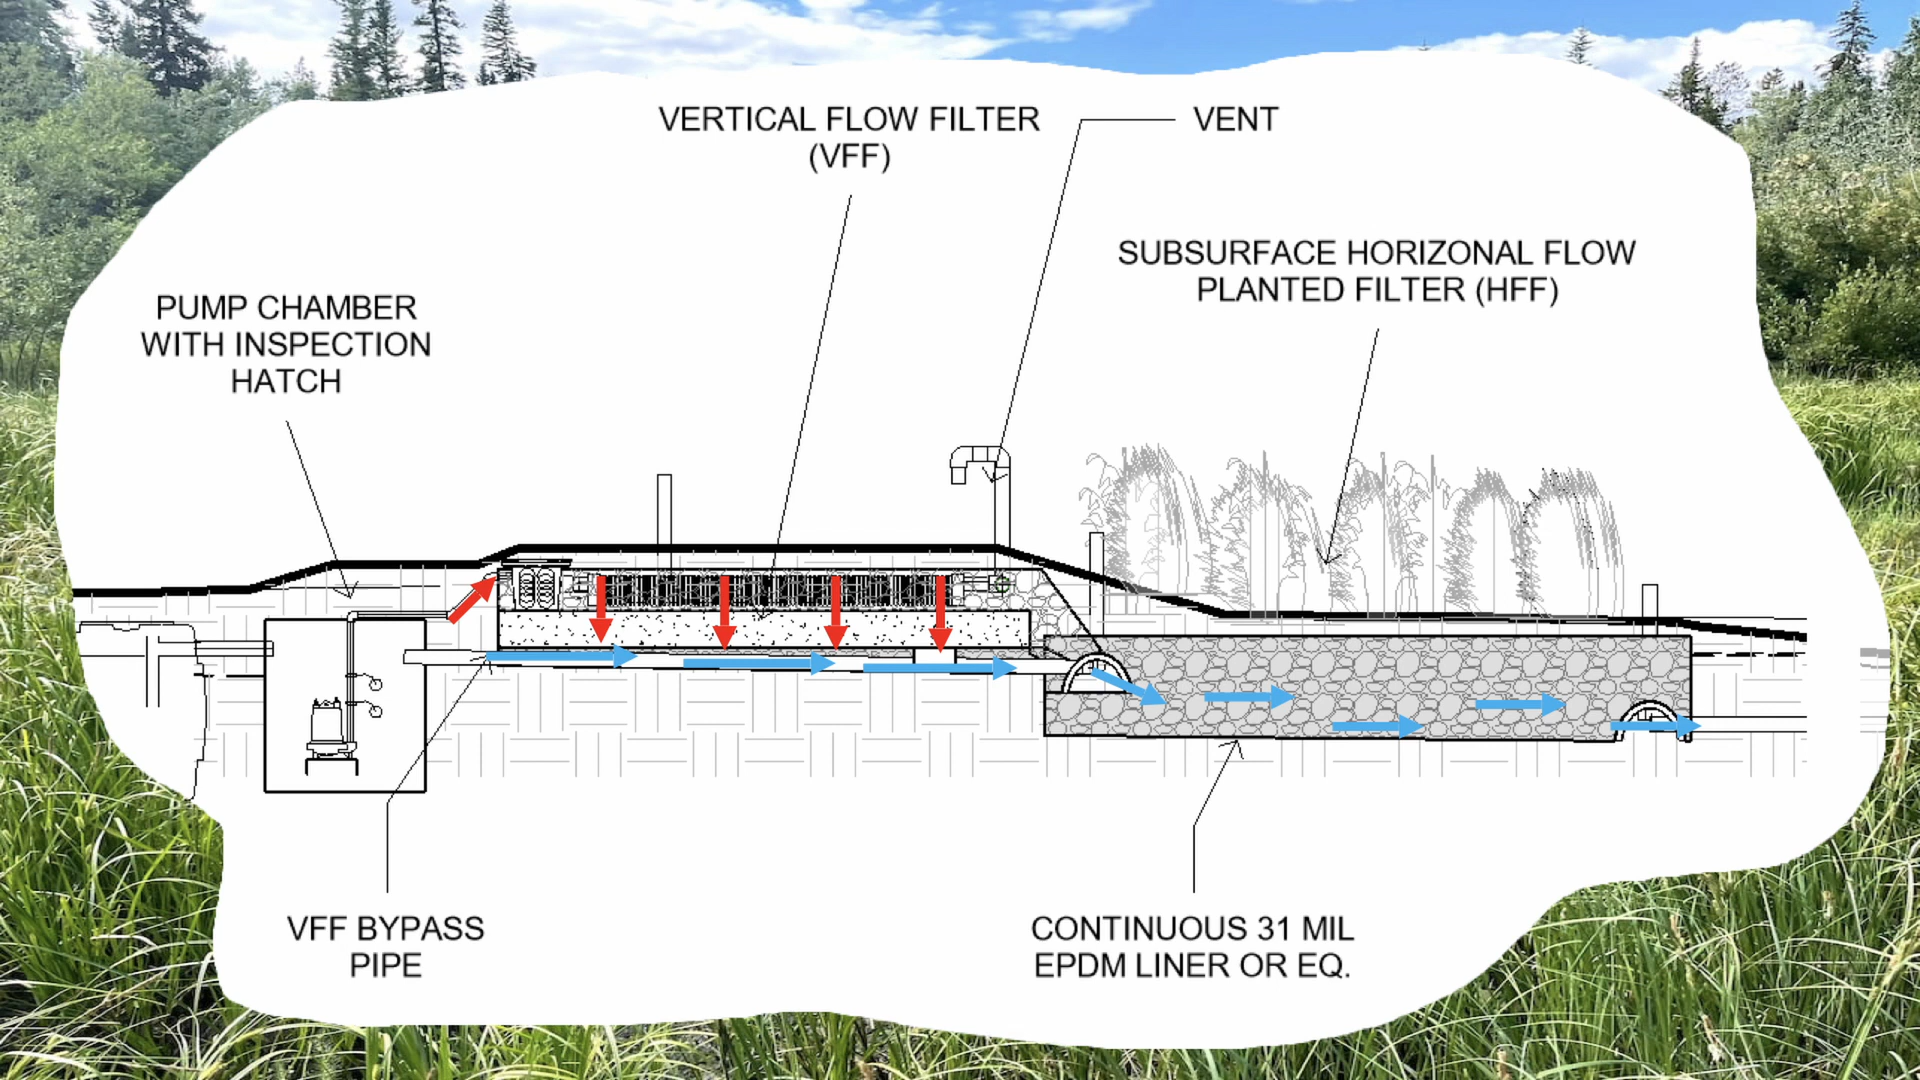 VERTICAL FLOW FILTER
(VFF)
VENT
SUBSURFACE HORIZONAL FLOW
PLANTED FILTER (HFF)
PUMP CHAMBER
WITH INSPECTION
HATCH
VFF BYPASS
PIPE
CONTINUOUS 31 MIL
EPDM LINER OR EQ.